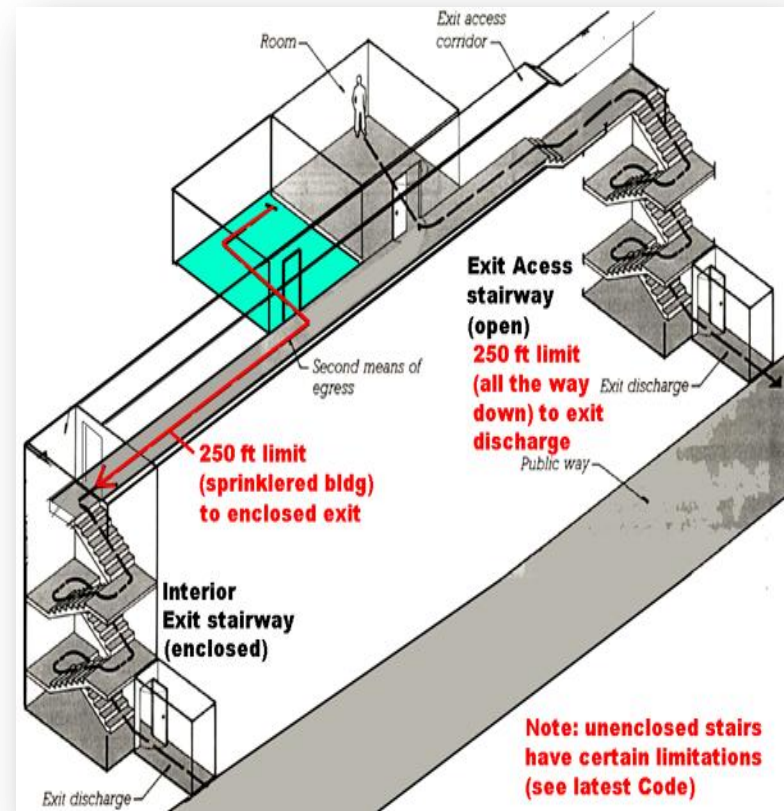 Exit access
corridor
Room
Exit Acess
stairway
(open)
250 ft limit
(all the way
down) to exit
discharge
Exit discharge
Second means of
egress
250 ft limit
(sprinklered bldg)
to enclosed exit
Public way
Interior
Exit stairway
(enclosed)
Note: unenclosed stairs
have certain limitations
(see latest Code)
Exit discharge